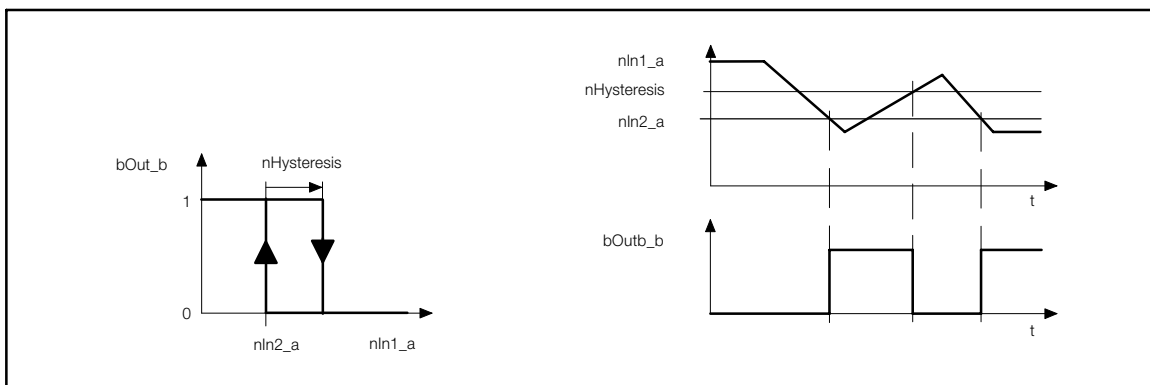 bOut_b
nHysteresis
1
0
nIn2_a
nIn1_a
nIn1_a
nHysteresis
nIn2_a
t
bOutb_b
t